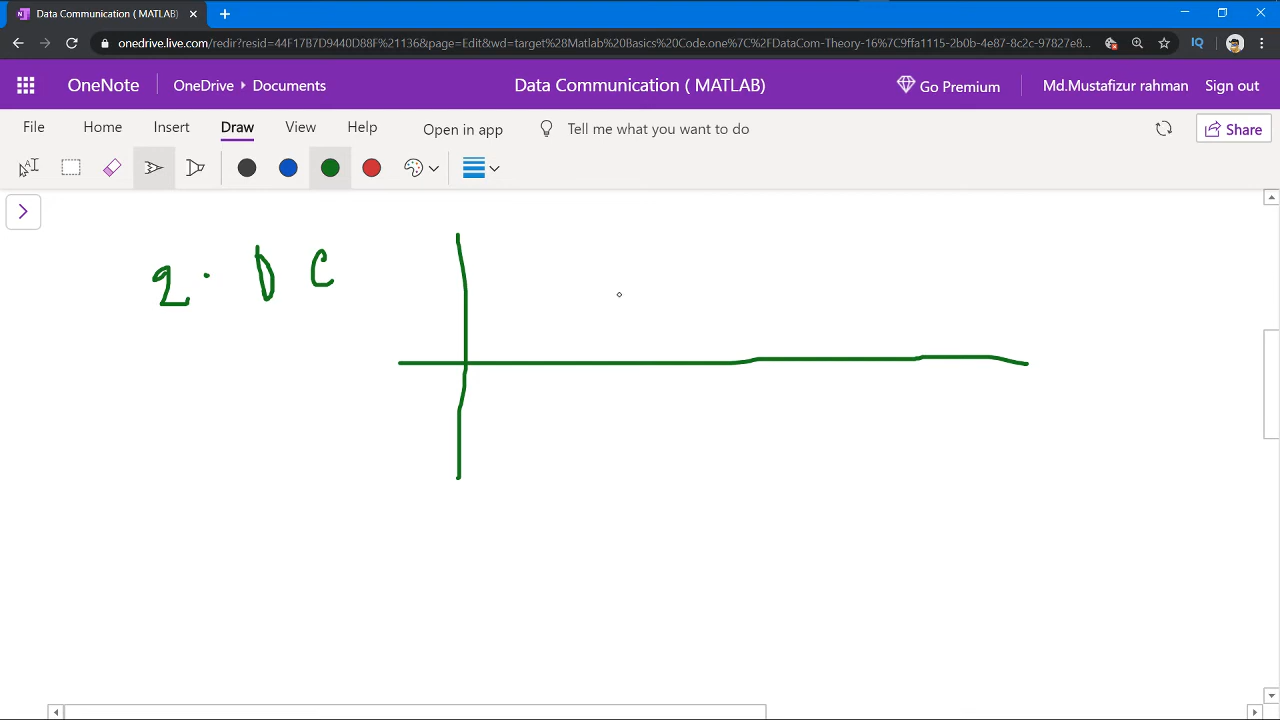 Data Communication ( MATLAB)
onedrive.live.com/redir?resid=44F17B7D9440D88F%21136&page=Edit&wd=target%28Matlab%20Basics%20Code.one%7C%2FDataCom-Theory-16%7C9ffa1115-2b0b-4e87-8c2c-97827e8...
IQ
OneNote OneDrive Documents Data Communication ( MATLAB) Go Premium Md.Mustafizur rahman Sign out
File Home Insert Draw View Help Open in app Tell me what you want to do Share
2. D C